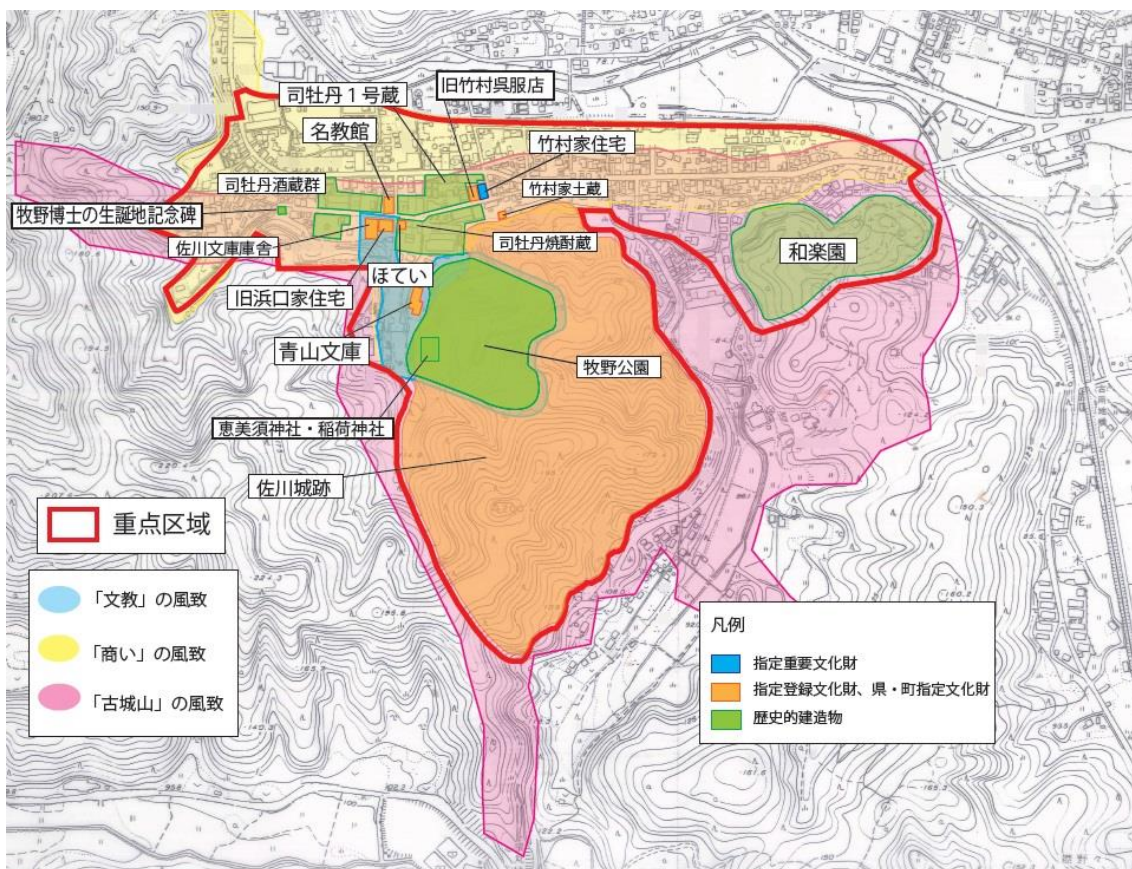 旧竹村呉服店
司牡丹１号蔵
名教館
竹村家住宅
司牡丹酒蔵群
竹村家土蔵
牧野博士の生誕地記念碑
佐川文庫庫舎
司牡丹焼酎蔵
和楽園
ほてい
旧浜口家住宅
青山文庫
牧野公園
恵美須神社・稲荷神社
佐川城跡
重点区域
「文教」の風致
「商い」の風致
「古城山」の風致
凡例
指定重要文化財
指定登録文化財、県・町指定文化財
歴史的建造物